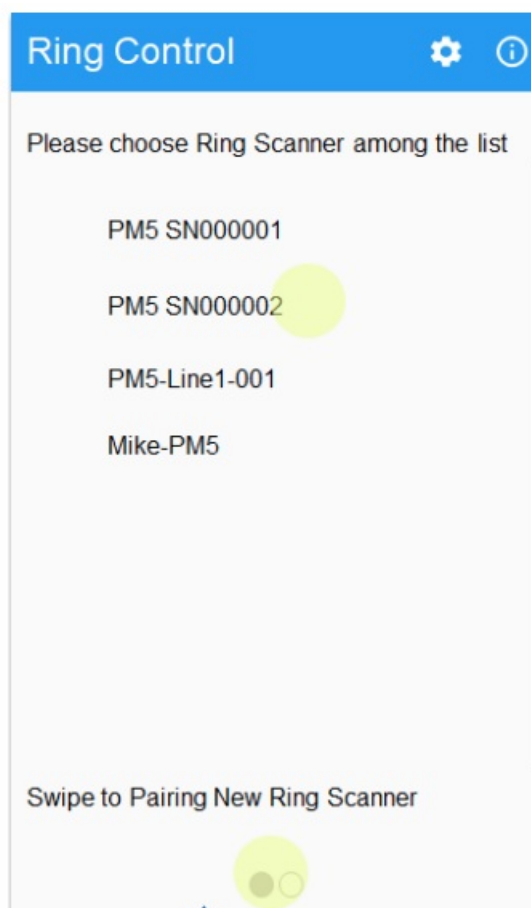 Ring Control
Please choose Ring Scanner among the list
PM5 SN000001
PM5 SN000002
PM5-Line1-001
Mike-PM5
Swipe to Pairing New Ring Scanner